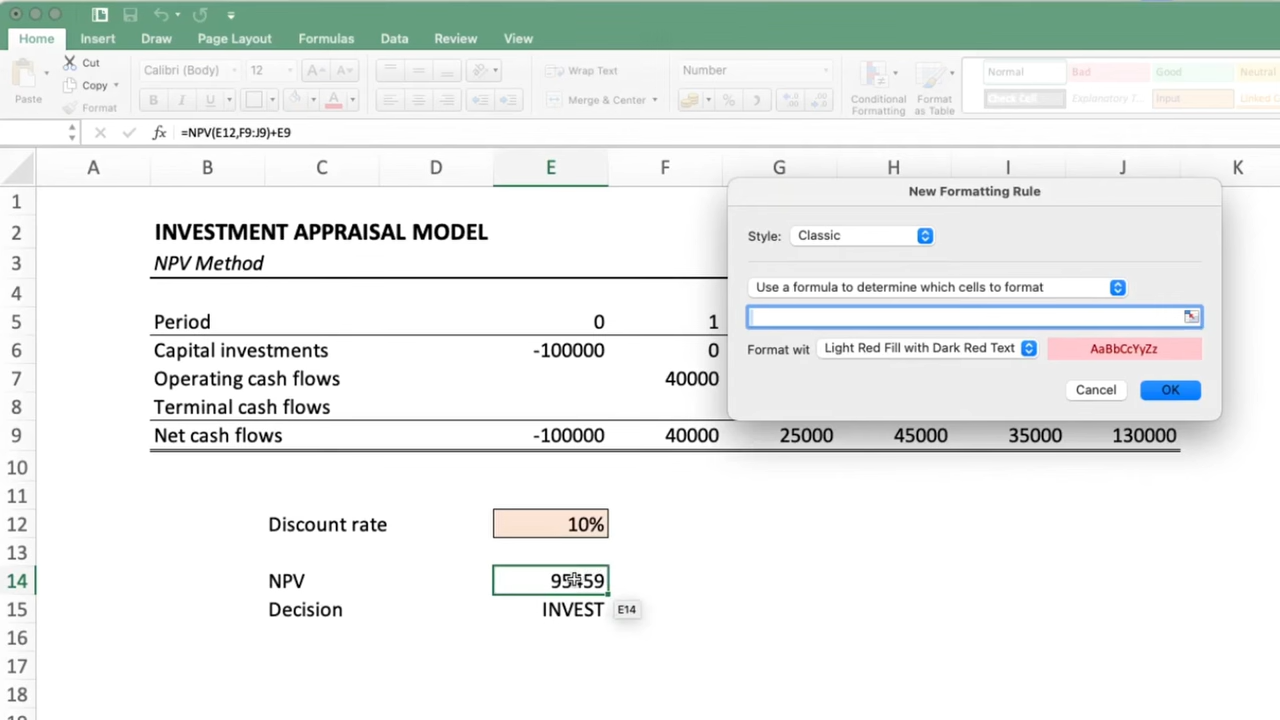 Home Insert Draw Page Layout Formulas Data Review View
Paste
Cut
Copy
Format
Calibri (Body) 12 A A
B I U A
Wrap Text
Merge & Center
Number
%
Conditional Formatting
Format as Table
Normal Bad Good Neutral
Check Cell Explanatory T... Input Linked C
fx =NPV(E12,F9:J9)+E9
A B C D E F G H I J K
1
2 INVESTMENT APPRAISAL MODEL
3 NPV Method
4
5 Period 0 1
6 Capital investments -100000 0
7 Operating cash flows 40000
8 Terminal cash flows
9 Net cash flows -100000 40000 25000 45000 35000 130000
10
11
12 Discount rate 10%
13
14 NPV
15 Decision INVEST E14
16
17
18
New Formatting Rule
Style: Classic
Use a formula to determine which cells to format
Format wit Light Red Fill with Dark Red Text AaBbCcYyZz
Cancel OK